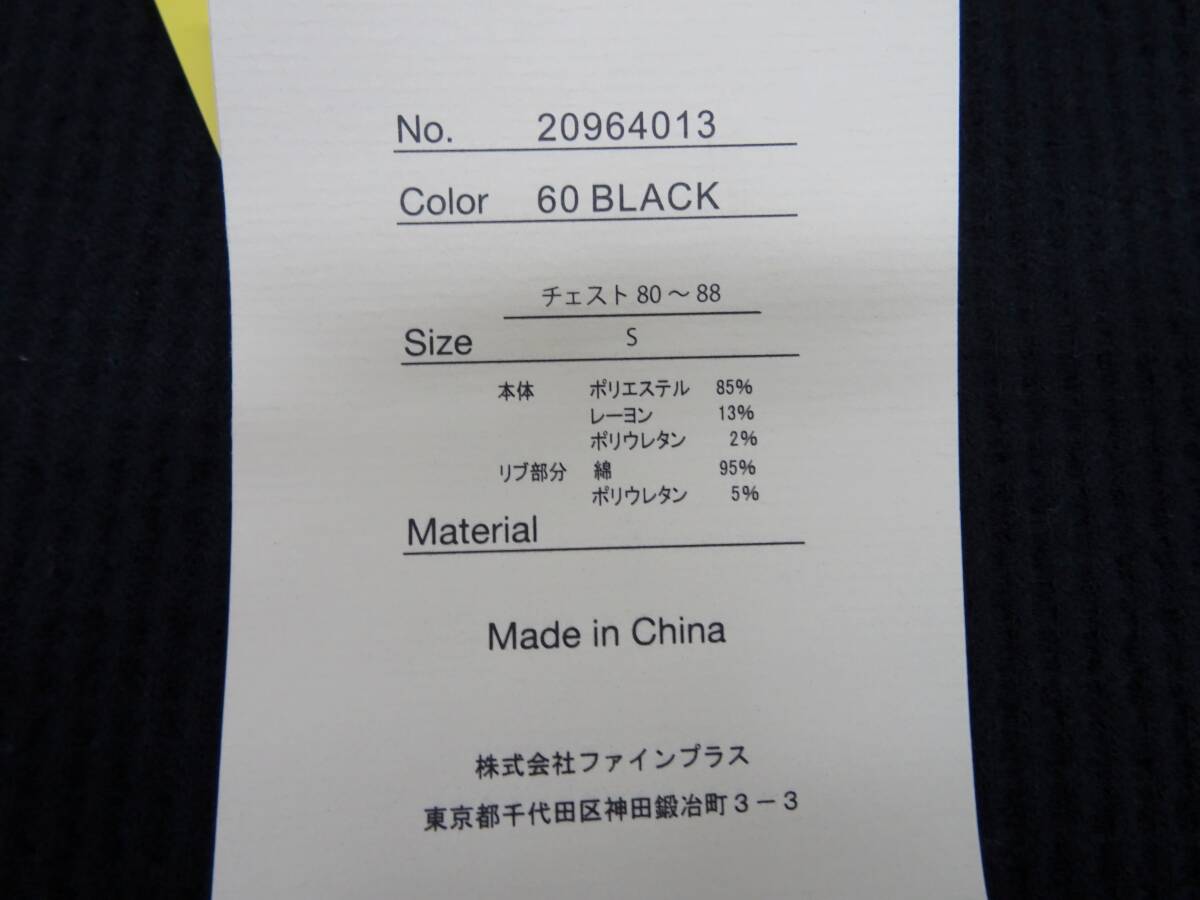 No. 20964013
Color 60 BLACK
チェスト 80～88
Size S
本体 ポリエステル 85%
レーヨン 13%
ポリウレタン 2%
リブ部分 綿 95%
ポリウレタン 5%
Material
Made in China
株式会社ファインプラス
東京都千代田区神田鍛冶町３－３